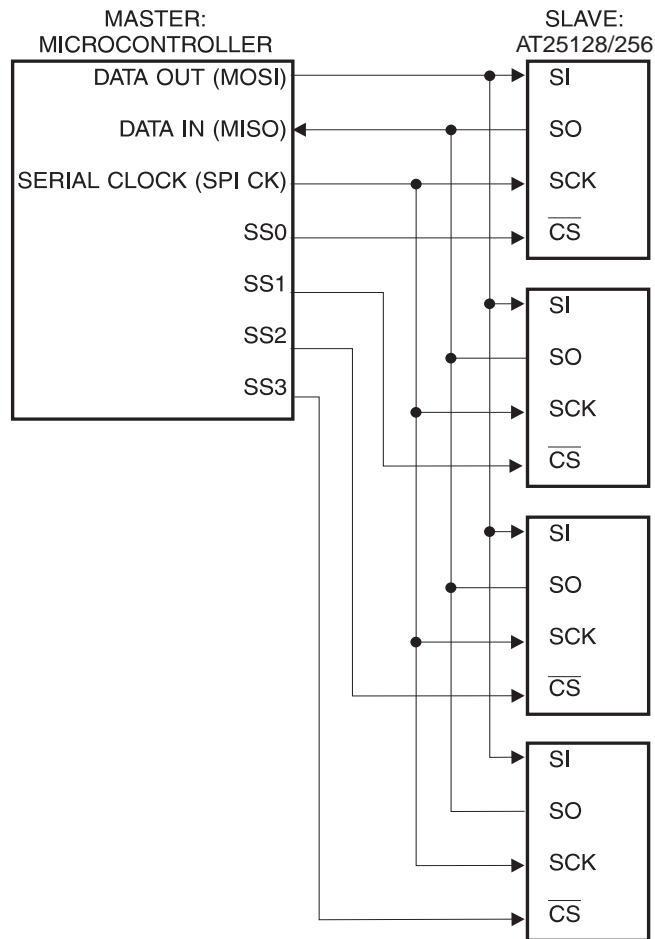 MASTER:
MICROCONTROLLER
DATA OUT (MOSI)
DATA IN (MISO)
SERIAL CLOCK (SPI CK)
SS0
SS1
SS2
SS3
SLAVE:
AT25128/256
SI
SO
SCK
CS
SI
SO
SCK
CS
SI
SO
SCK
CS
SI
SO
SCK
CS